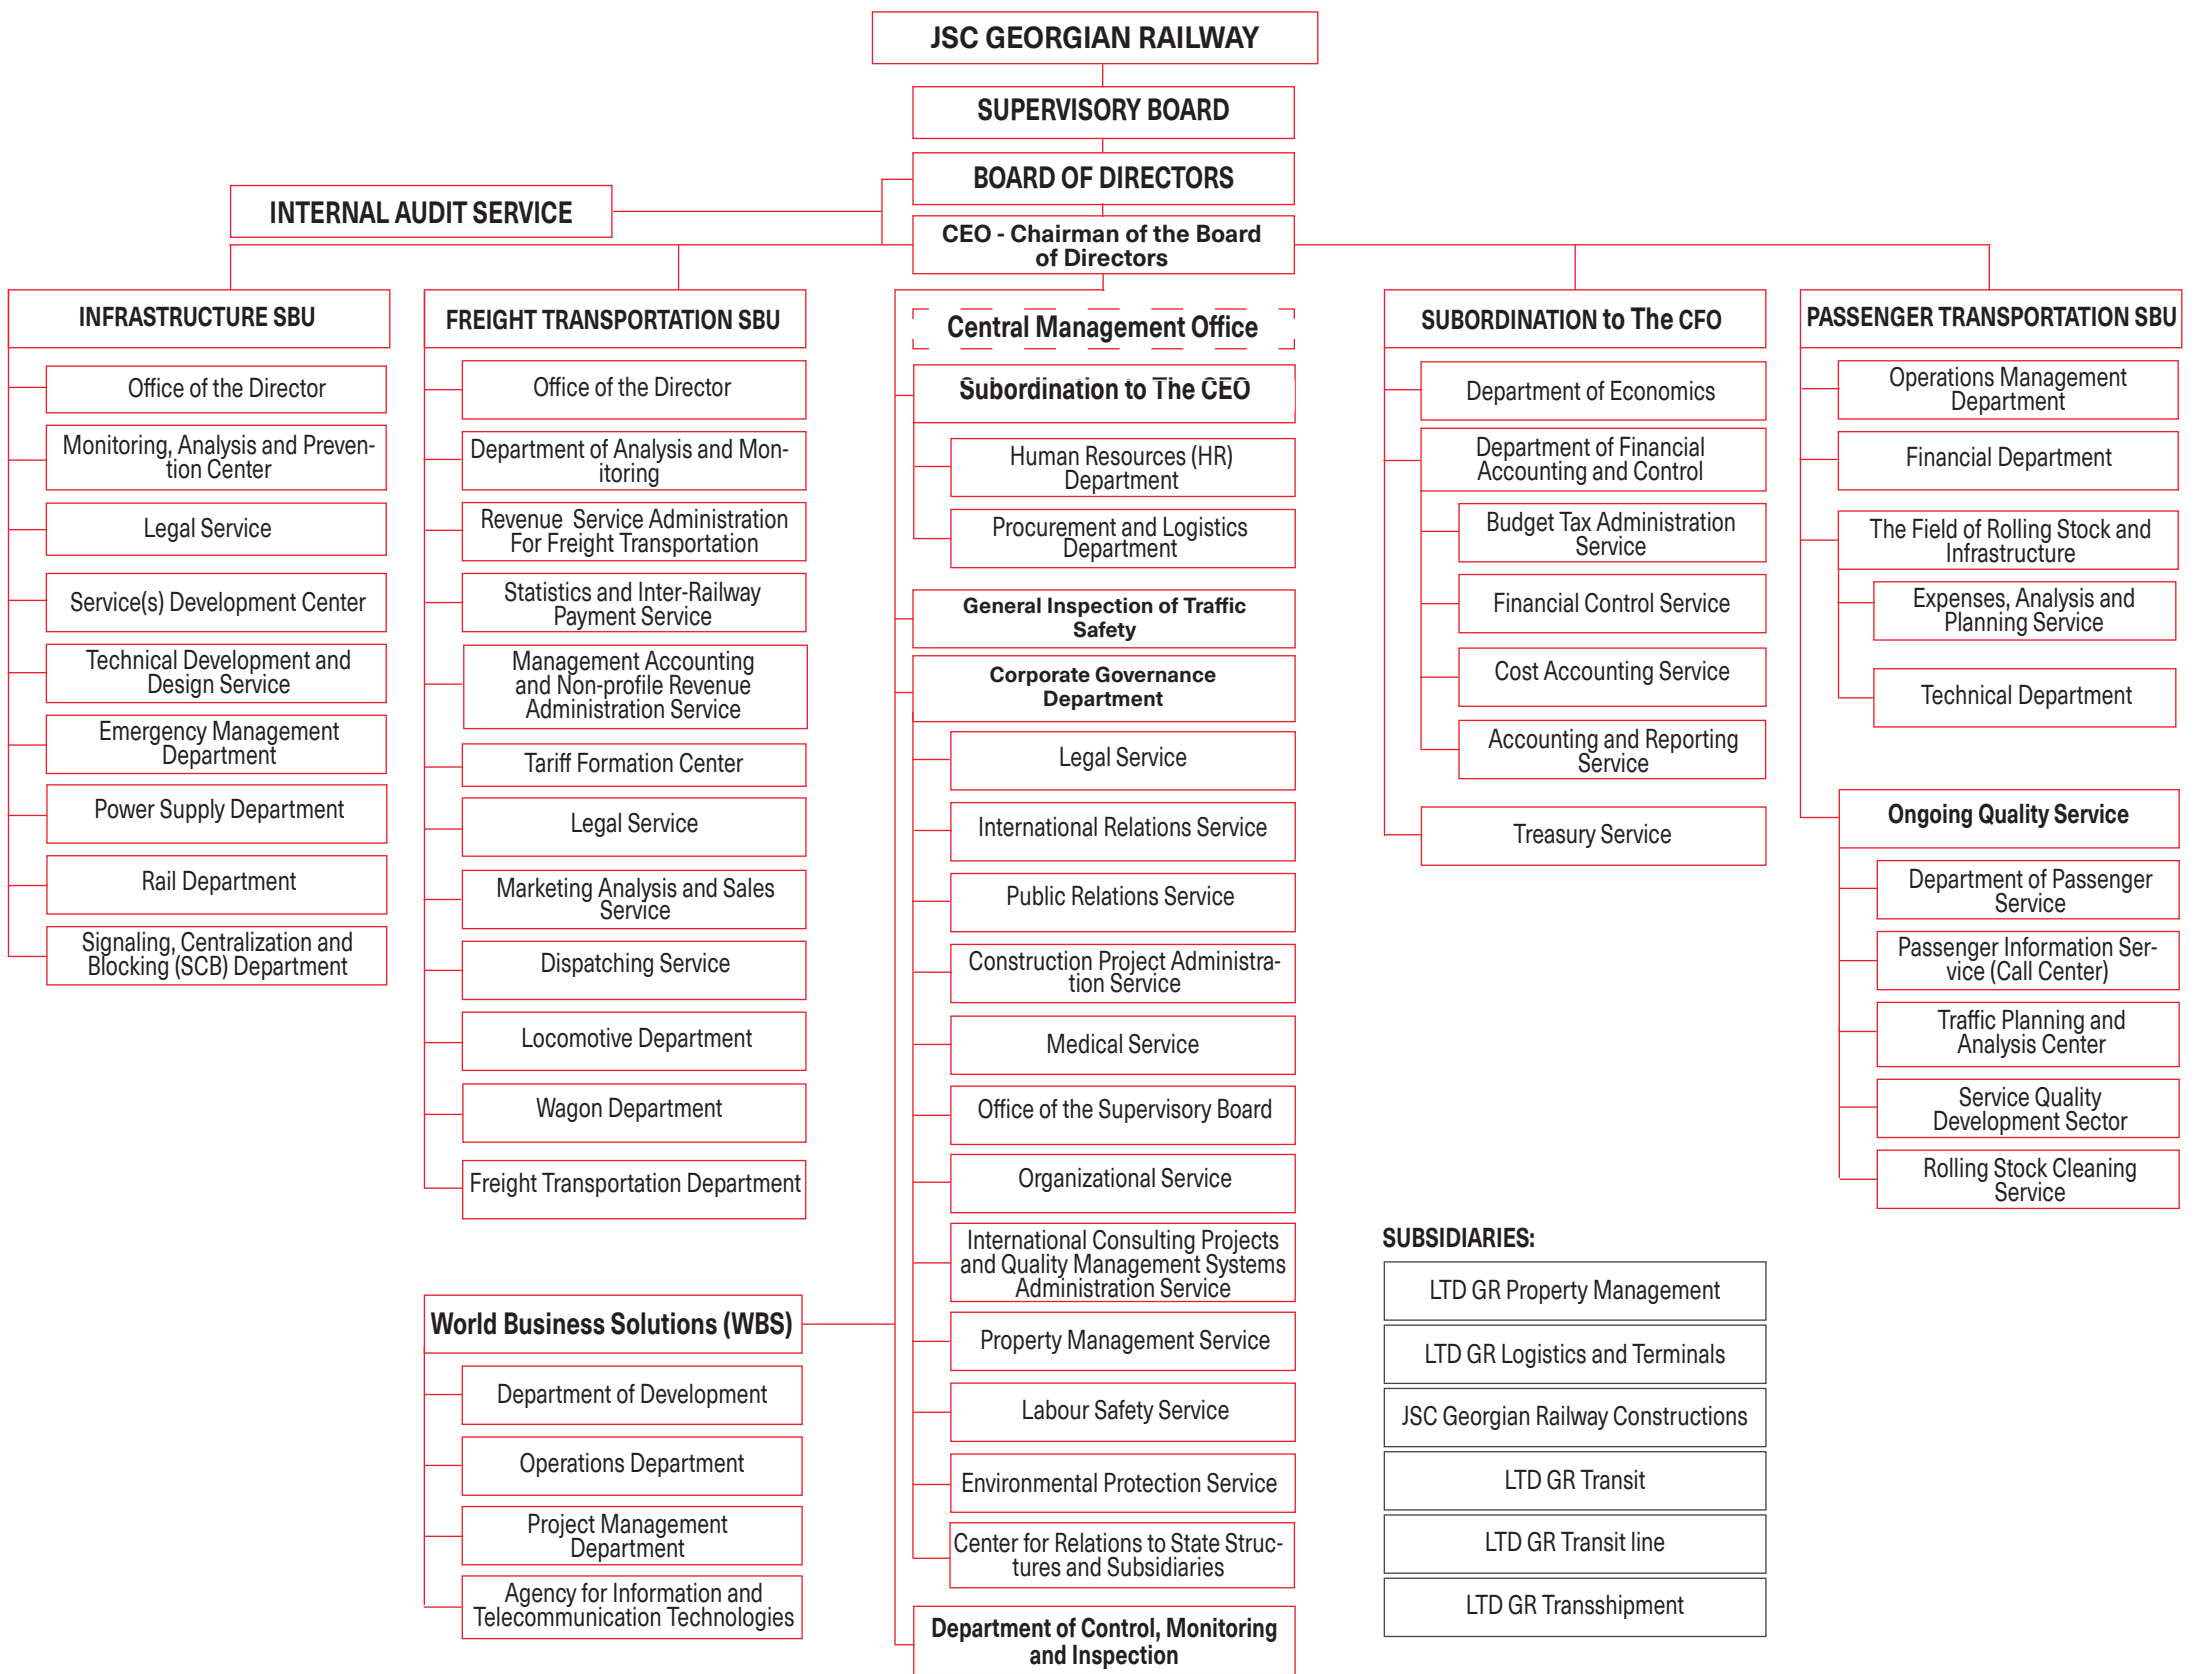 JSC GEORGIAN RAILWAY
SUPERVISORY BOARD
BOARD OF DIRECTORS
INTERNAL AUDIT SERVICE
CEO - Chairman of the Board
of Directors
INFRASTRUCTURE SBU
Office of the Director
Monitoring, Analysis and Preven-
tion Center
Legal Service
Service(s) Development Center
Technical Development and
Design Service
Emergency Management
Department
Power Supply Department
Rail Department
Signaling, Centralization and
Blocking (SCB) Department
FREIGHT TRANSPORTATION SBU
Office of the Director
Department of Analysis and Mon-
itoring
Revenue Service Administration
For Freight Transportation
Statistics and Inter-Railway
Payment Service
Management Accounting
and Non-profile Revenue
Administration Service
Tariff Formation Center
Legal Service
Marketing Analysis and Sales
Service
Dispatching Service
Locomotive Department
Wagon Department
Freight Transportation Department
World Business Solutions (WBS)
Department of Development
Operations Department
Project Management
Department
Agency for Information and
Telecommunication Technologies
Central Management Office
Subordination to The CEO
Human Resources (HR)
Department
Procurement and Logistics
Department
General Inspection of Traffic
Safety
Corporate Governance
Department
Legal Service
International Relations Service
Public Relations Service
Construction Project Administra-
tion Service
Medical Service
Office of the Supervisory Board
Organizational Service
International Consulting Projects
and Quality Management Systems
Administration Service
Property Management Service
Labour Safety Service
Environmental Protection Service
Center for Relations to State Struc-
tures and Subsidiaries
Department of Control, Monitoring
and Inspection
SUBORDINATION to The CFO
Department of Economics
Department of Financial
Accounting and Control
Budget Tax Administration
Service
Financial Control Service
Cost Accounting Service
Accounting and Reporting
Service
Treasury Service
PASSENGER TRANSPORTATION SBU
Operations Management
Department
Financial Department
The Field of Rolling Stock and
Infrastructure
Expenses, Analysis and
Planning Service
Technical Department
Ongoing Quality Service
Department of Passenger
Service
Passenger Information Ser-
vice (Call Center)
Traffic Planning and
Analysis Center
Service Quality
Development Sector
Rolling Stock Cleaning
Service
SUBSIDIARIES:
LTD GR Property Management
LTD GR Logistics and Terminals
JSC Georgian Railway Constructions
LTD GR Transit
LTD GR Transit line
LTD GR Transshipment